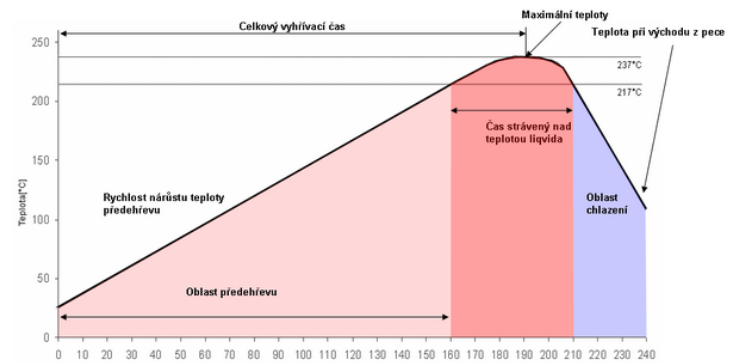 Maximální teploty
Celkový vyhřívací čas
Teplota při východu z pece
250
237°C
217°C
200
Čas strávený nad
teplotou liqvida
150
Teplota[°C]
Rychlost nárůstu teploty
předehřevu
Oblast
chlazení
100
50
Oblast předehřevu
0
0 10 20 30 40 50 60 70 80 90 100 110 120 130 140 150 160 170 180 190 200 210 220 230 240